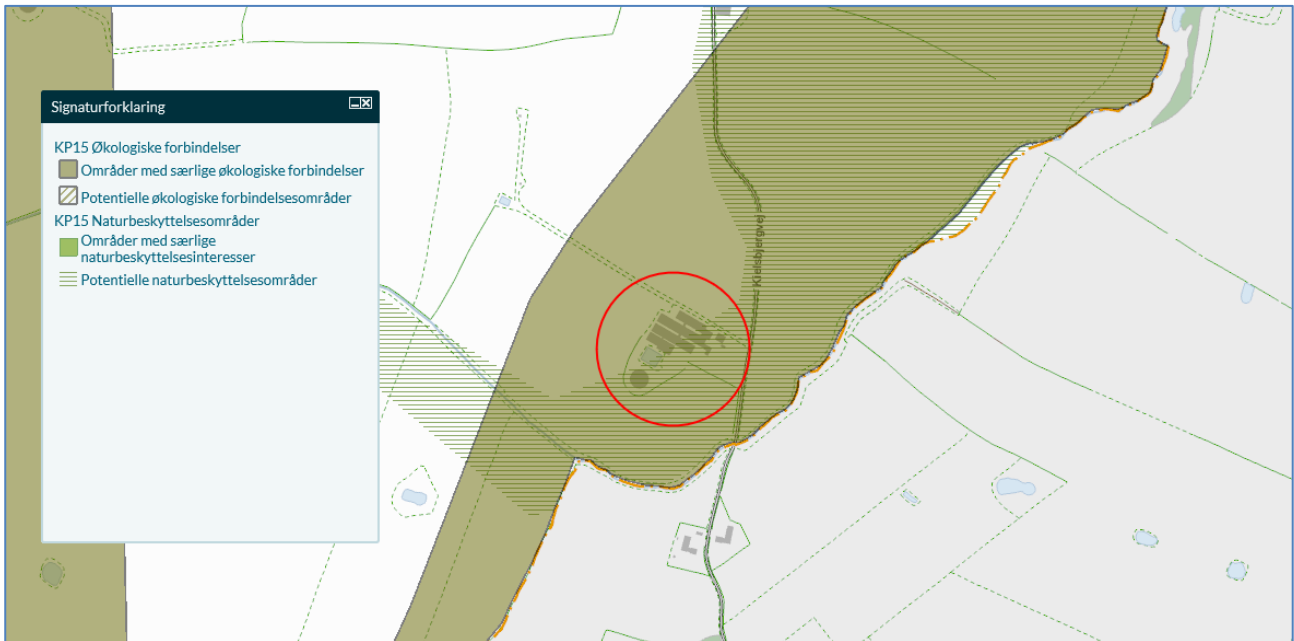 Signaturforklaring
KP15 Økologiske forbindelser
Områder med særlige økologiske forbindelser
Potentielle økologiske forbindelsesområder
KP15 Naturbeskyttelsesområder
Områder med særlige
naturbeskyttelsesinteresser
Potentielle naturbeskyttelsesområder
Kjelsbjergvej